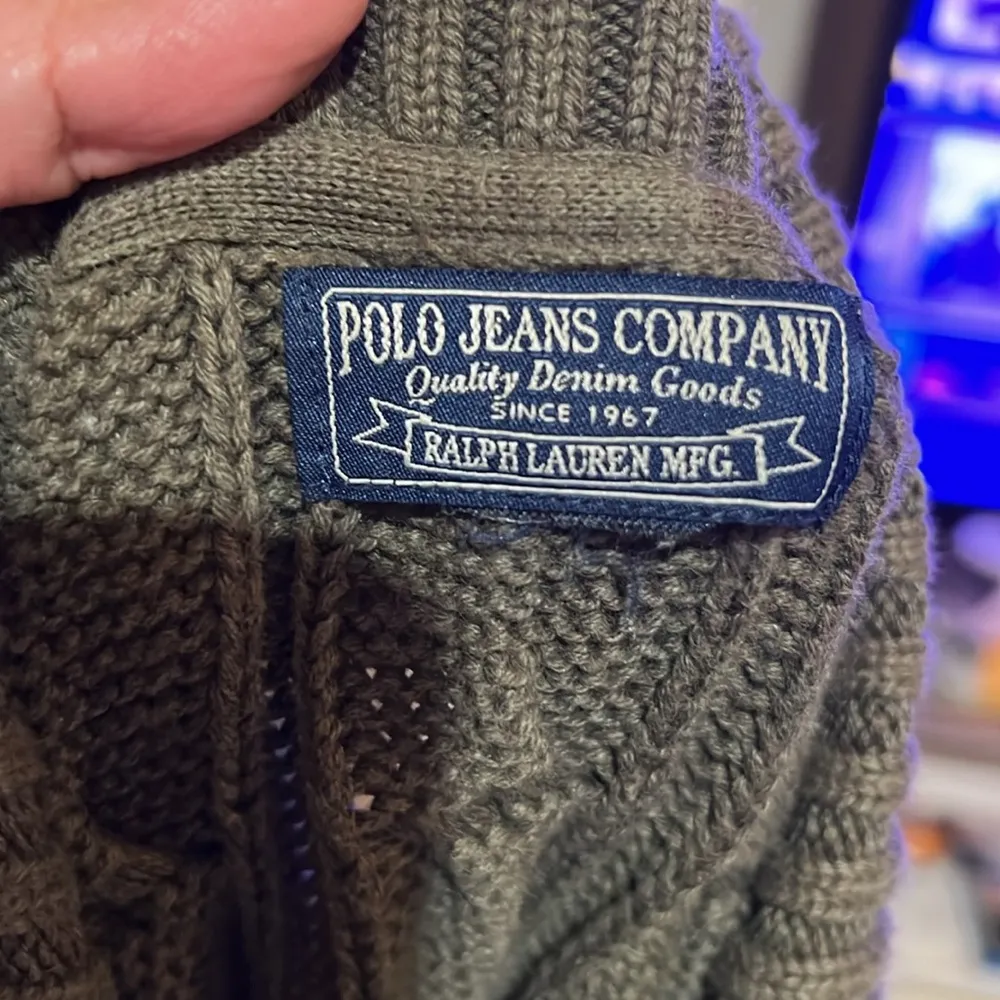 POLO JEANS COMPANY
Quality Denim Goods
SINCE 1967
RALPH LAUREN MFG.